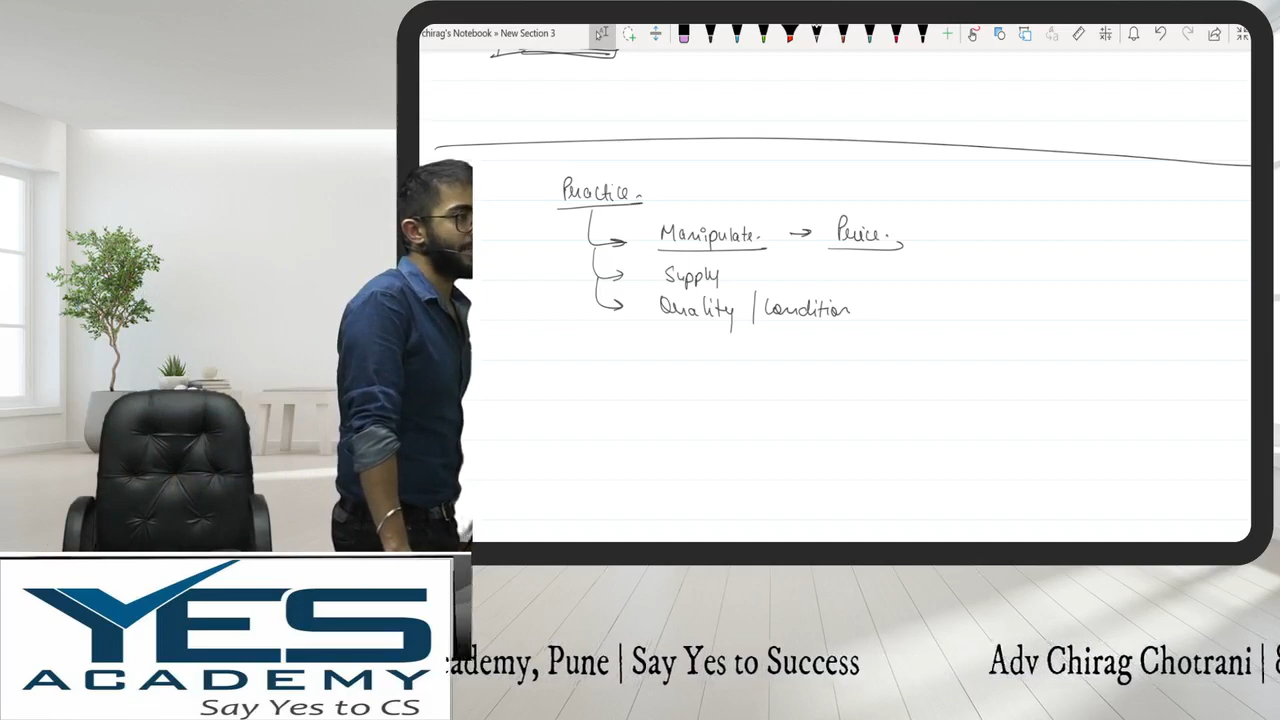 chirag's Notebook » New Section 3
Practice.
Manipulate. → Price.
Supply
Quality / Condition
YES
ACADEMY
Say Yes to CS
cademy, Pune | Say Yes to Success Adv Chirag Chotrani | 8